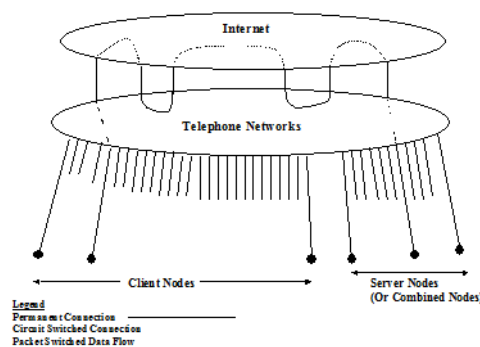 Internet
Telephone Networks
Client Nodes
Server Nodes
(Or Combined Nodes)
Legend
Permanent Connection
Circuit Switched Connection
Packet Switched Data Flow